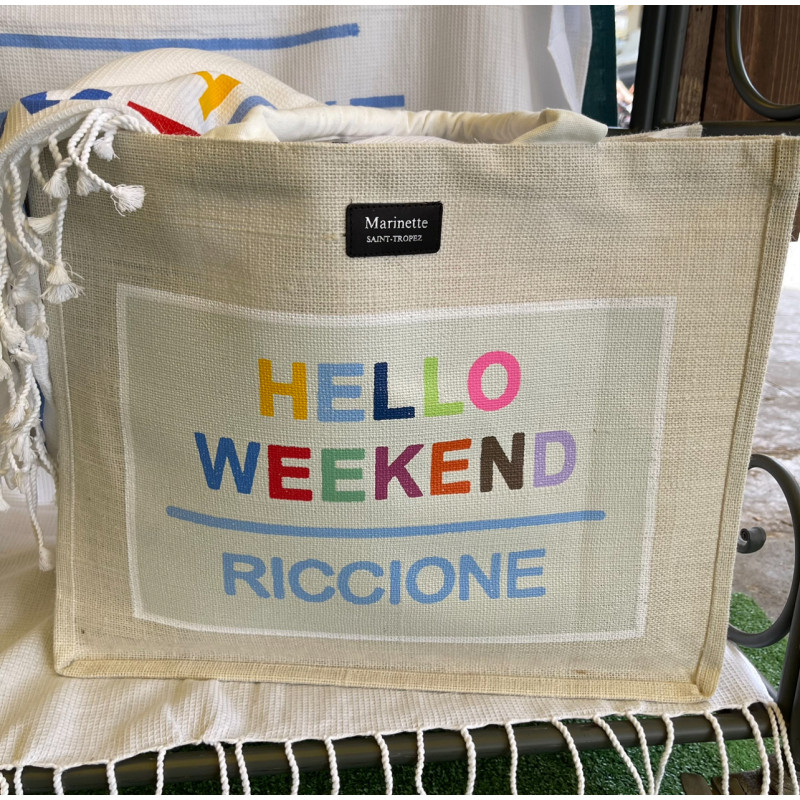 Marinette
SAINT-TROPEZ
HELLO
WEEKEND
RICCIONE